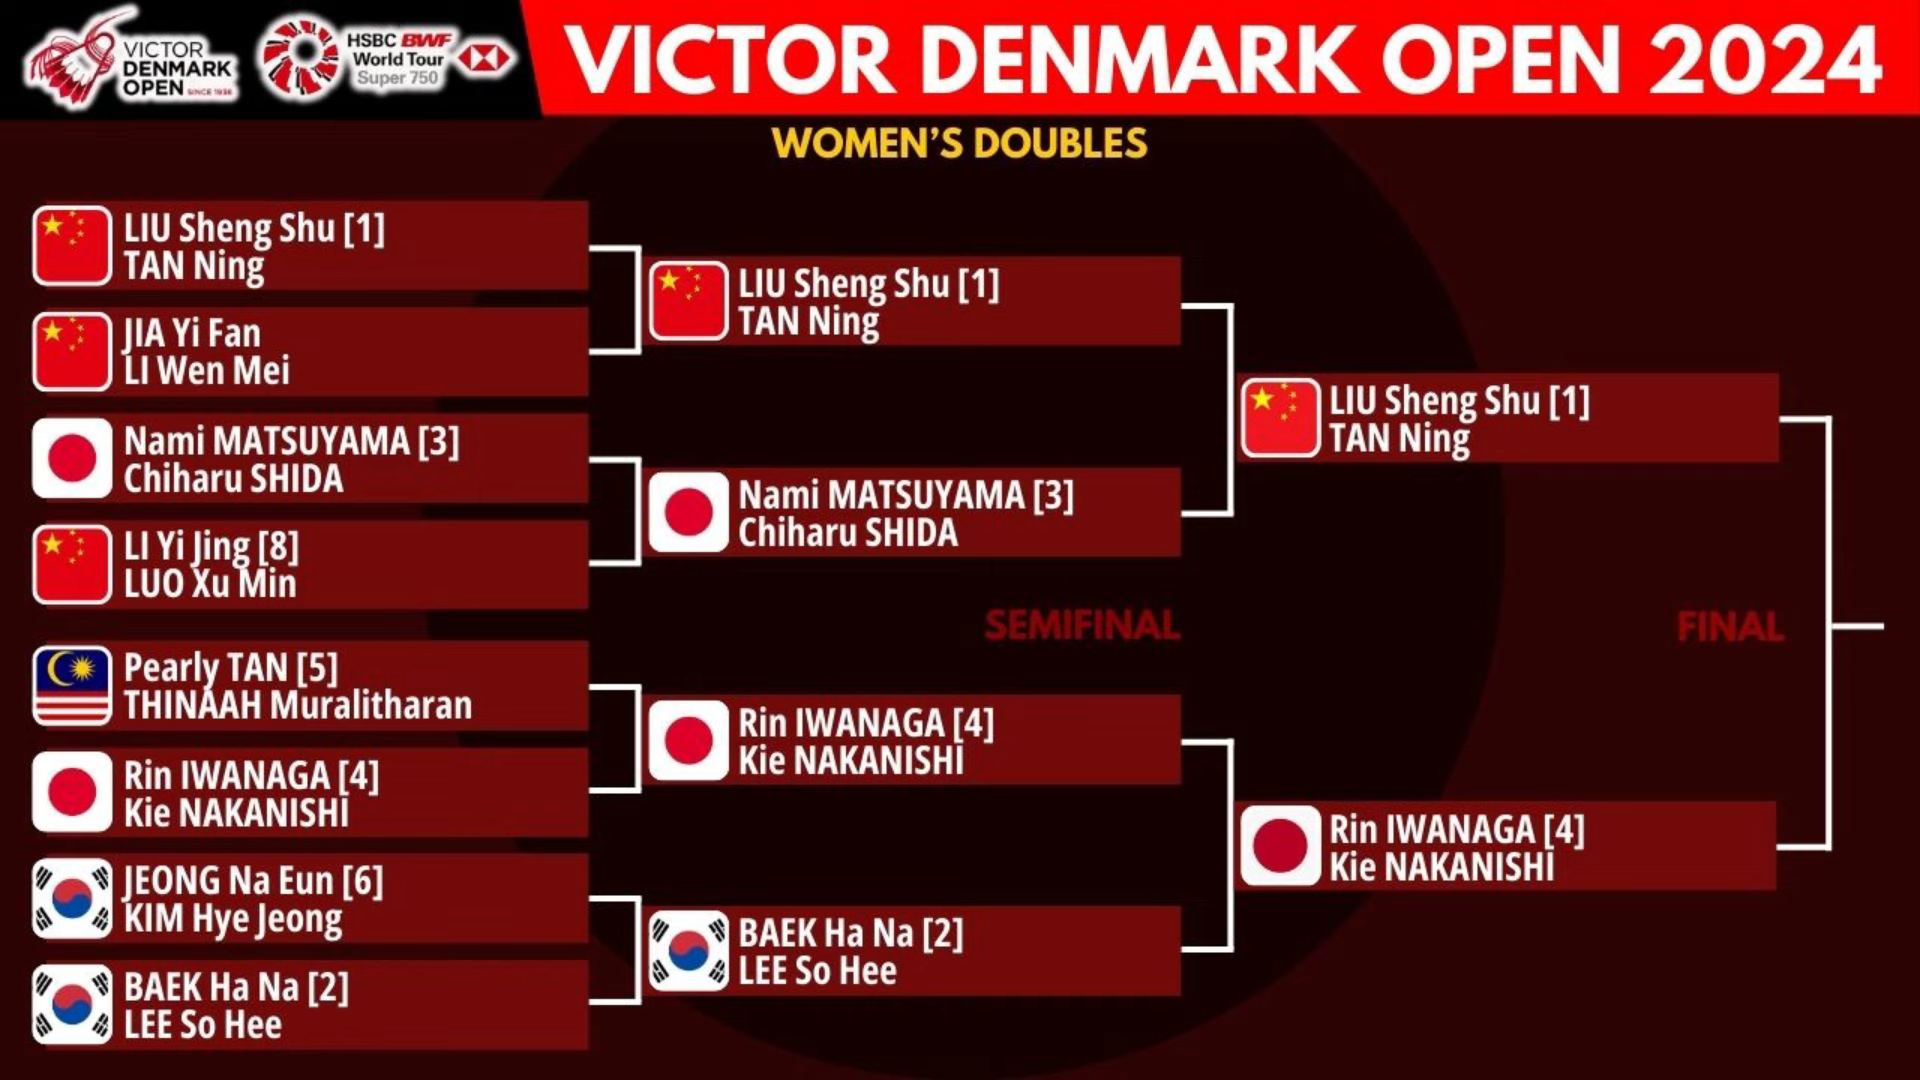 VICTOR
DENMARK
OPEN SINCE 1936
HSBC BWF
World Tour
Super 750
VICTOR DENMARK OPEN 2024
WOMEN'S DOUBLES
LIU Sheng Shu [1]
TAN Ning
JIA Yi Fan
LI Wen Mei
Nami MATSUYAMA [3]
Chiharu SHIDA
LI Yi Jing [8]
LUO Xu Min
Pearly TAN [5]
THINAAH Muralitharan
Rin IWANAGA [4]
Kie NAKANISHI
JEONG Na Eun [6]
KIM Hye Jeong
BAEK Ha Na [2]
LEE So Hee
LIU Sheng Shu [1]
TAN Ning
Nami MATSUYAMA [3]
Chiharu SHIDA
SEMIFINAL
Rin IWANAGA [4]
Kie NAKANISHI
BAEK Ha Na [2]
LEE So Hee
LIU Sheng Shu [1]
TAN Ning
FINAL
Rin IWANAGA [4]
Kie NAKANISHI